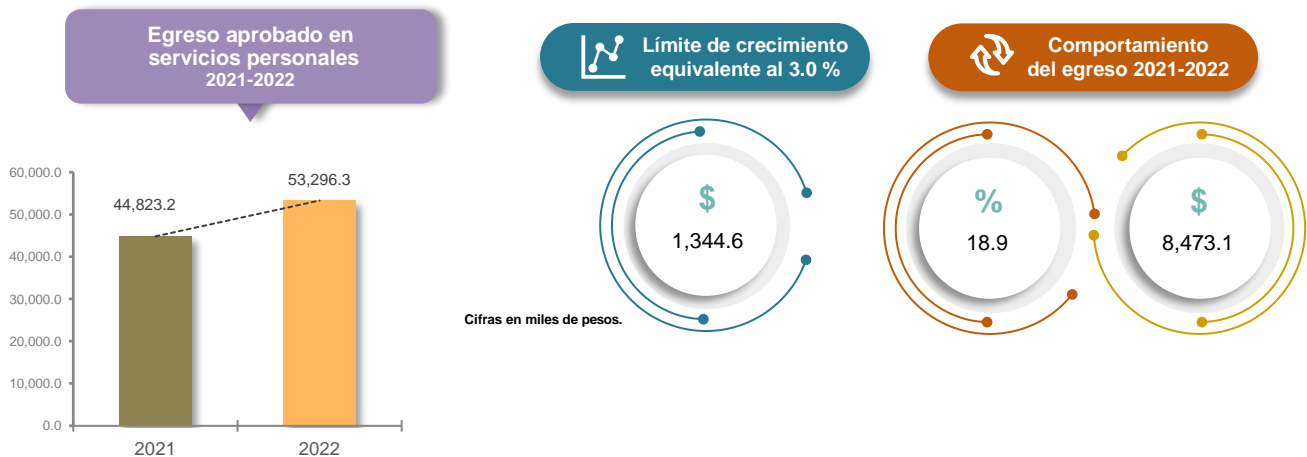 Egreso aprobado en
servicios personales
2021-2022
60,000.0
50,000.0
40,000.0
30,000.0
20,000.0
10,000.0
0.0
44,823.2
53,296.3
2021
2022
Límite de crecimiento
equivalente al 3.0 %
$
1,344.6
Cifras en miles de pesos.
Comportamiento
del egreso 2021-2022
%
18.9
$
8,473.1